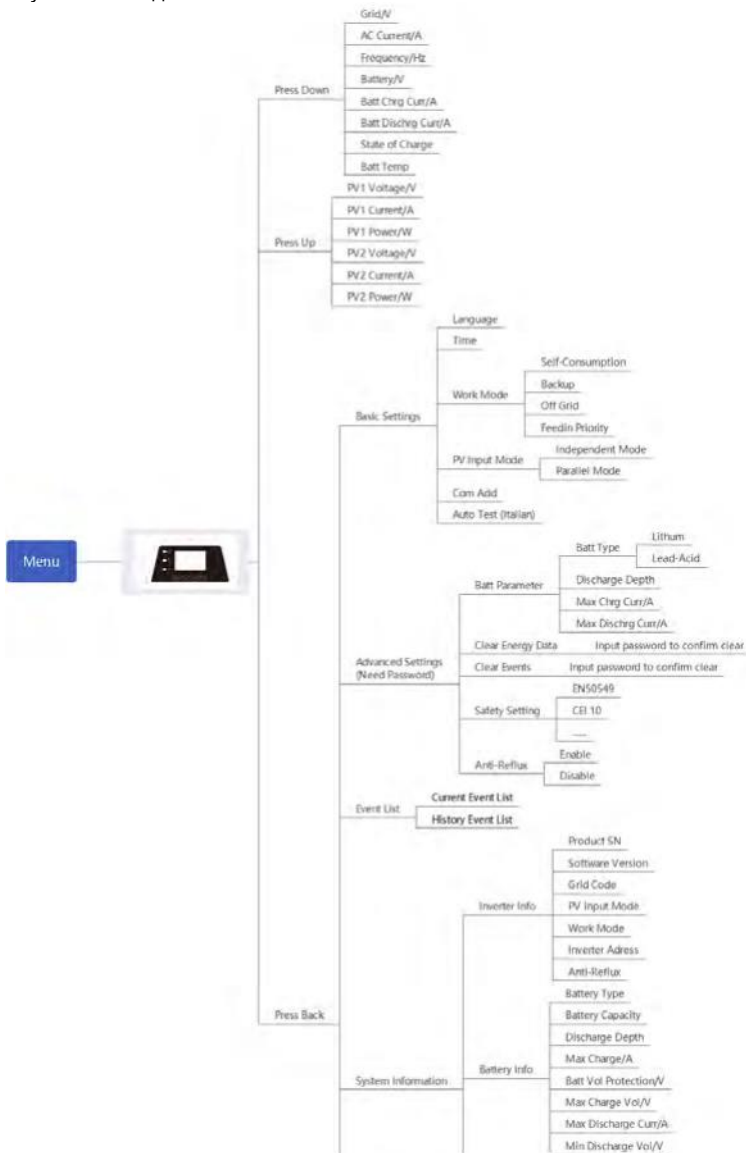 Grid/V
AC Current/A
Frequency/Hz
Battery/V
Press Down
Batt Chrg Curr/A
Batt Dischrg Curr/A
State of Charge
Batt Temp
PV1 Voltage/V
PV1 Current/A
PV1 Power/W
Press Up
PV2 Voltage/V
PV2 Current/A
PV2 Power/W
Language
Time
Self-Consumption
Work Mode
Backup
Off Grid
Feedin Priority
Basic Settings
PV Input Mode
Independent Mode
Parallel Mode
Com Add
Auto Test (Italian)
Menu
Batt Type
Lithum
Lead-Acid
Batt Parameter
Discharge Depth
Max Chrg Curr/A
Max Dischrg Curr/A
Advanced Settings
(Need Password)
Clear Energy Data
Input password to confirm clear
Clear Events
Input password to confirm clear
Safety Setting
EN50549
CEI 10
Anti-Reflux
Enable
Disable
Event List
Current Event List
History Event List
Product SN
Software Version
Grid Code
Inverter Info
PV Input Mode
Work Mode
Inverter Adress
Anti-Reflux
Press Back
Battery Type
Battery Capacity
Discharge Depth
System Information
Battery Info
Max Charge/A
Batt Vol Protection/V
Max Charge Vol/V
Max Discharge Curr/A
Min Discharge Vol/V